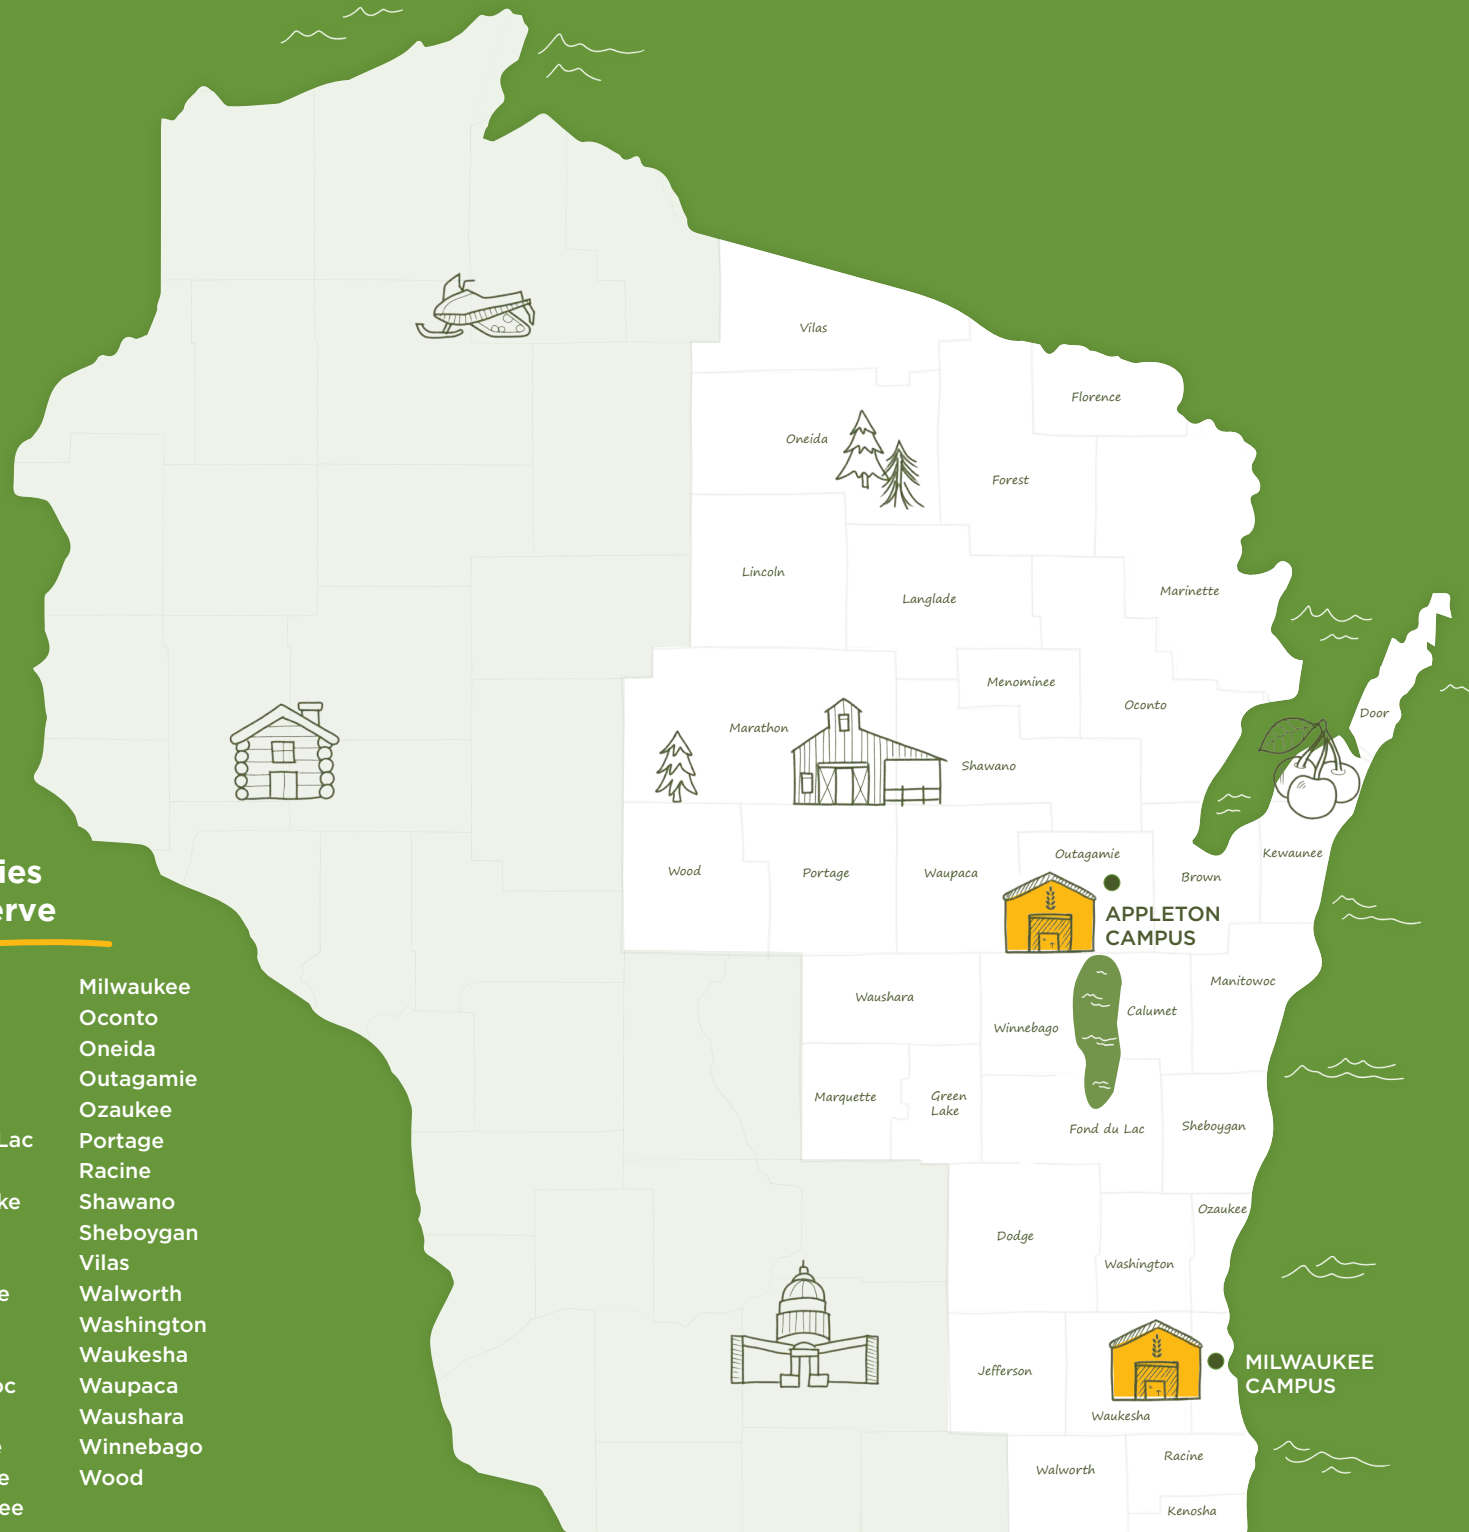 Vilas
Florence
Oneida
Forest
Lincoln
Langlade
Marinette
Menominee
Oconto
Door
Marathon
Shawano
Outagamie
Kewaunee
Wood
Portage
Waupaca
Brown
APPLETON
CAMPUS
Manitowoc
Waushara
Calumet
Winnebago
Marquette
Green
Lake
Fond du Lac
Sheboygan
Ozaukee
Dodge
Washington
Jefferson
MILWAUKEE
CAMPUS
Waukesha
Walworth
Racine
Kenosha
ies
erve
Lac
ke
e
oc
e
e
ee
Milwaukee
Oconto
Oneida
Outagamie
Ozaukee
Portage
Racine
Shawano
Sheboygan
Vilas
Walworth
Washington
Waukesha
Waupaca
Waushara
Winnebago
Wood